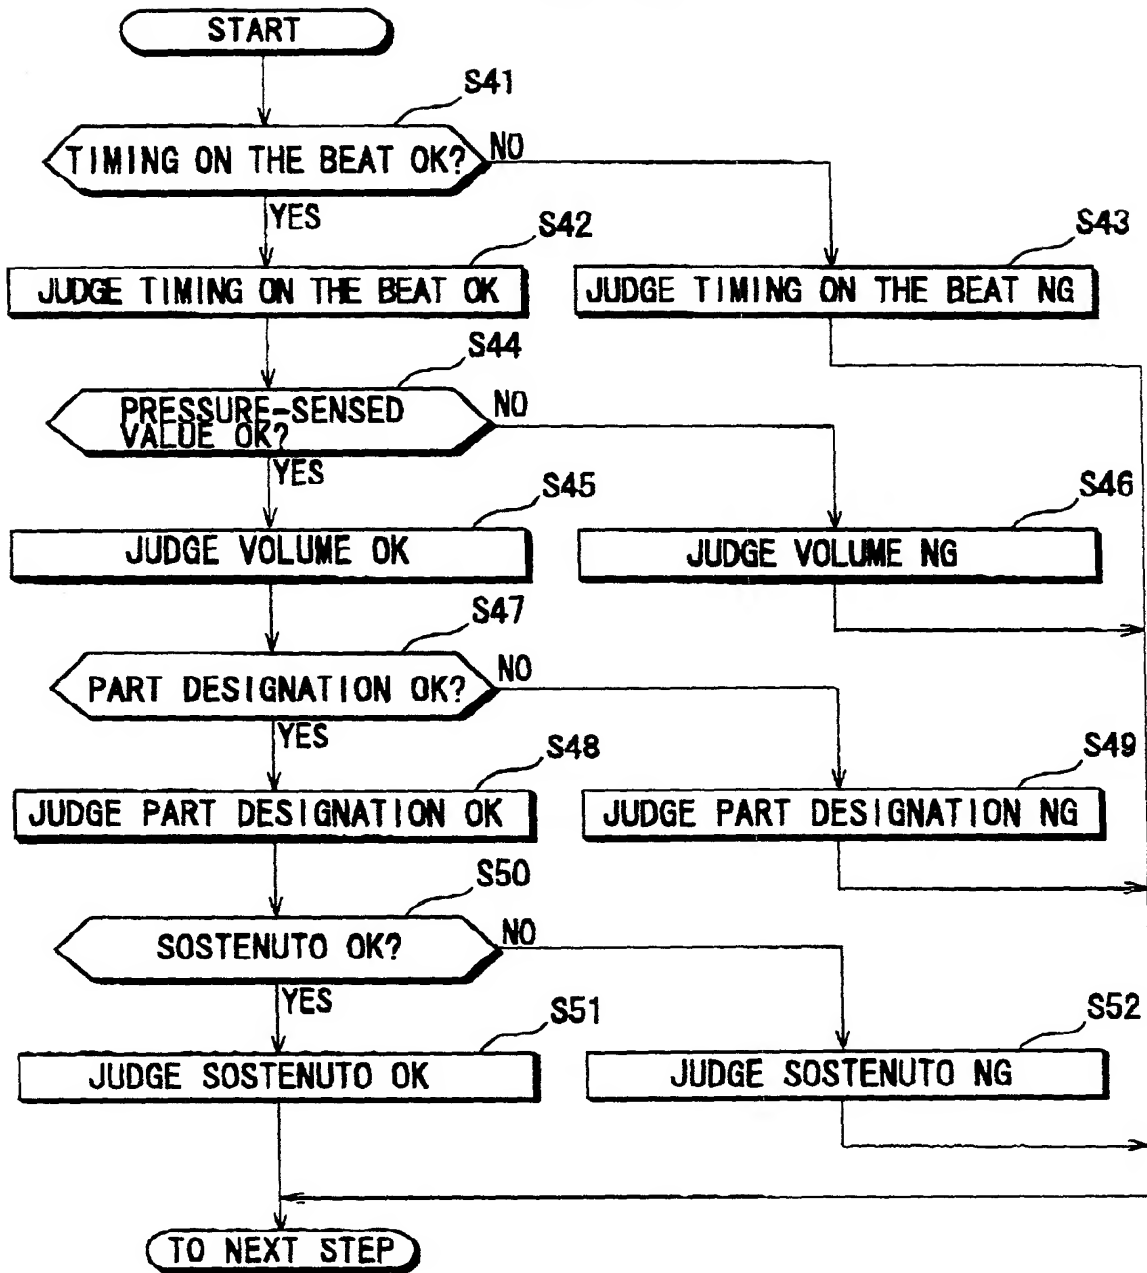 START
S41
TIMING ON THE BEAT OK?
NO
YES
S42
S43
JUDGE TIMING ON THE BEAT OK
JUDGE TIMING ON THE BEAT NG
S44
PRESSURE-SENSED
VALUE OK?
NO
YES
S45
S46
JUDGE VOLUME OK
JUDGE VOLUME NG
S47
PART DESIGNATION OK?
NO
YES
S48
S49
JUDGE PART DESIGNATION OK
JUDGE PART DESIGNATION NG
S50
SOSTENUTO OK?
NO
YES
S51
S52
JUDGE SOSTENUTO OK
JUDGE SOSTENUTO NG
TO NEXT STEP